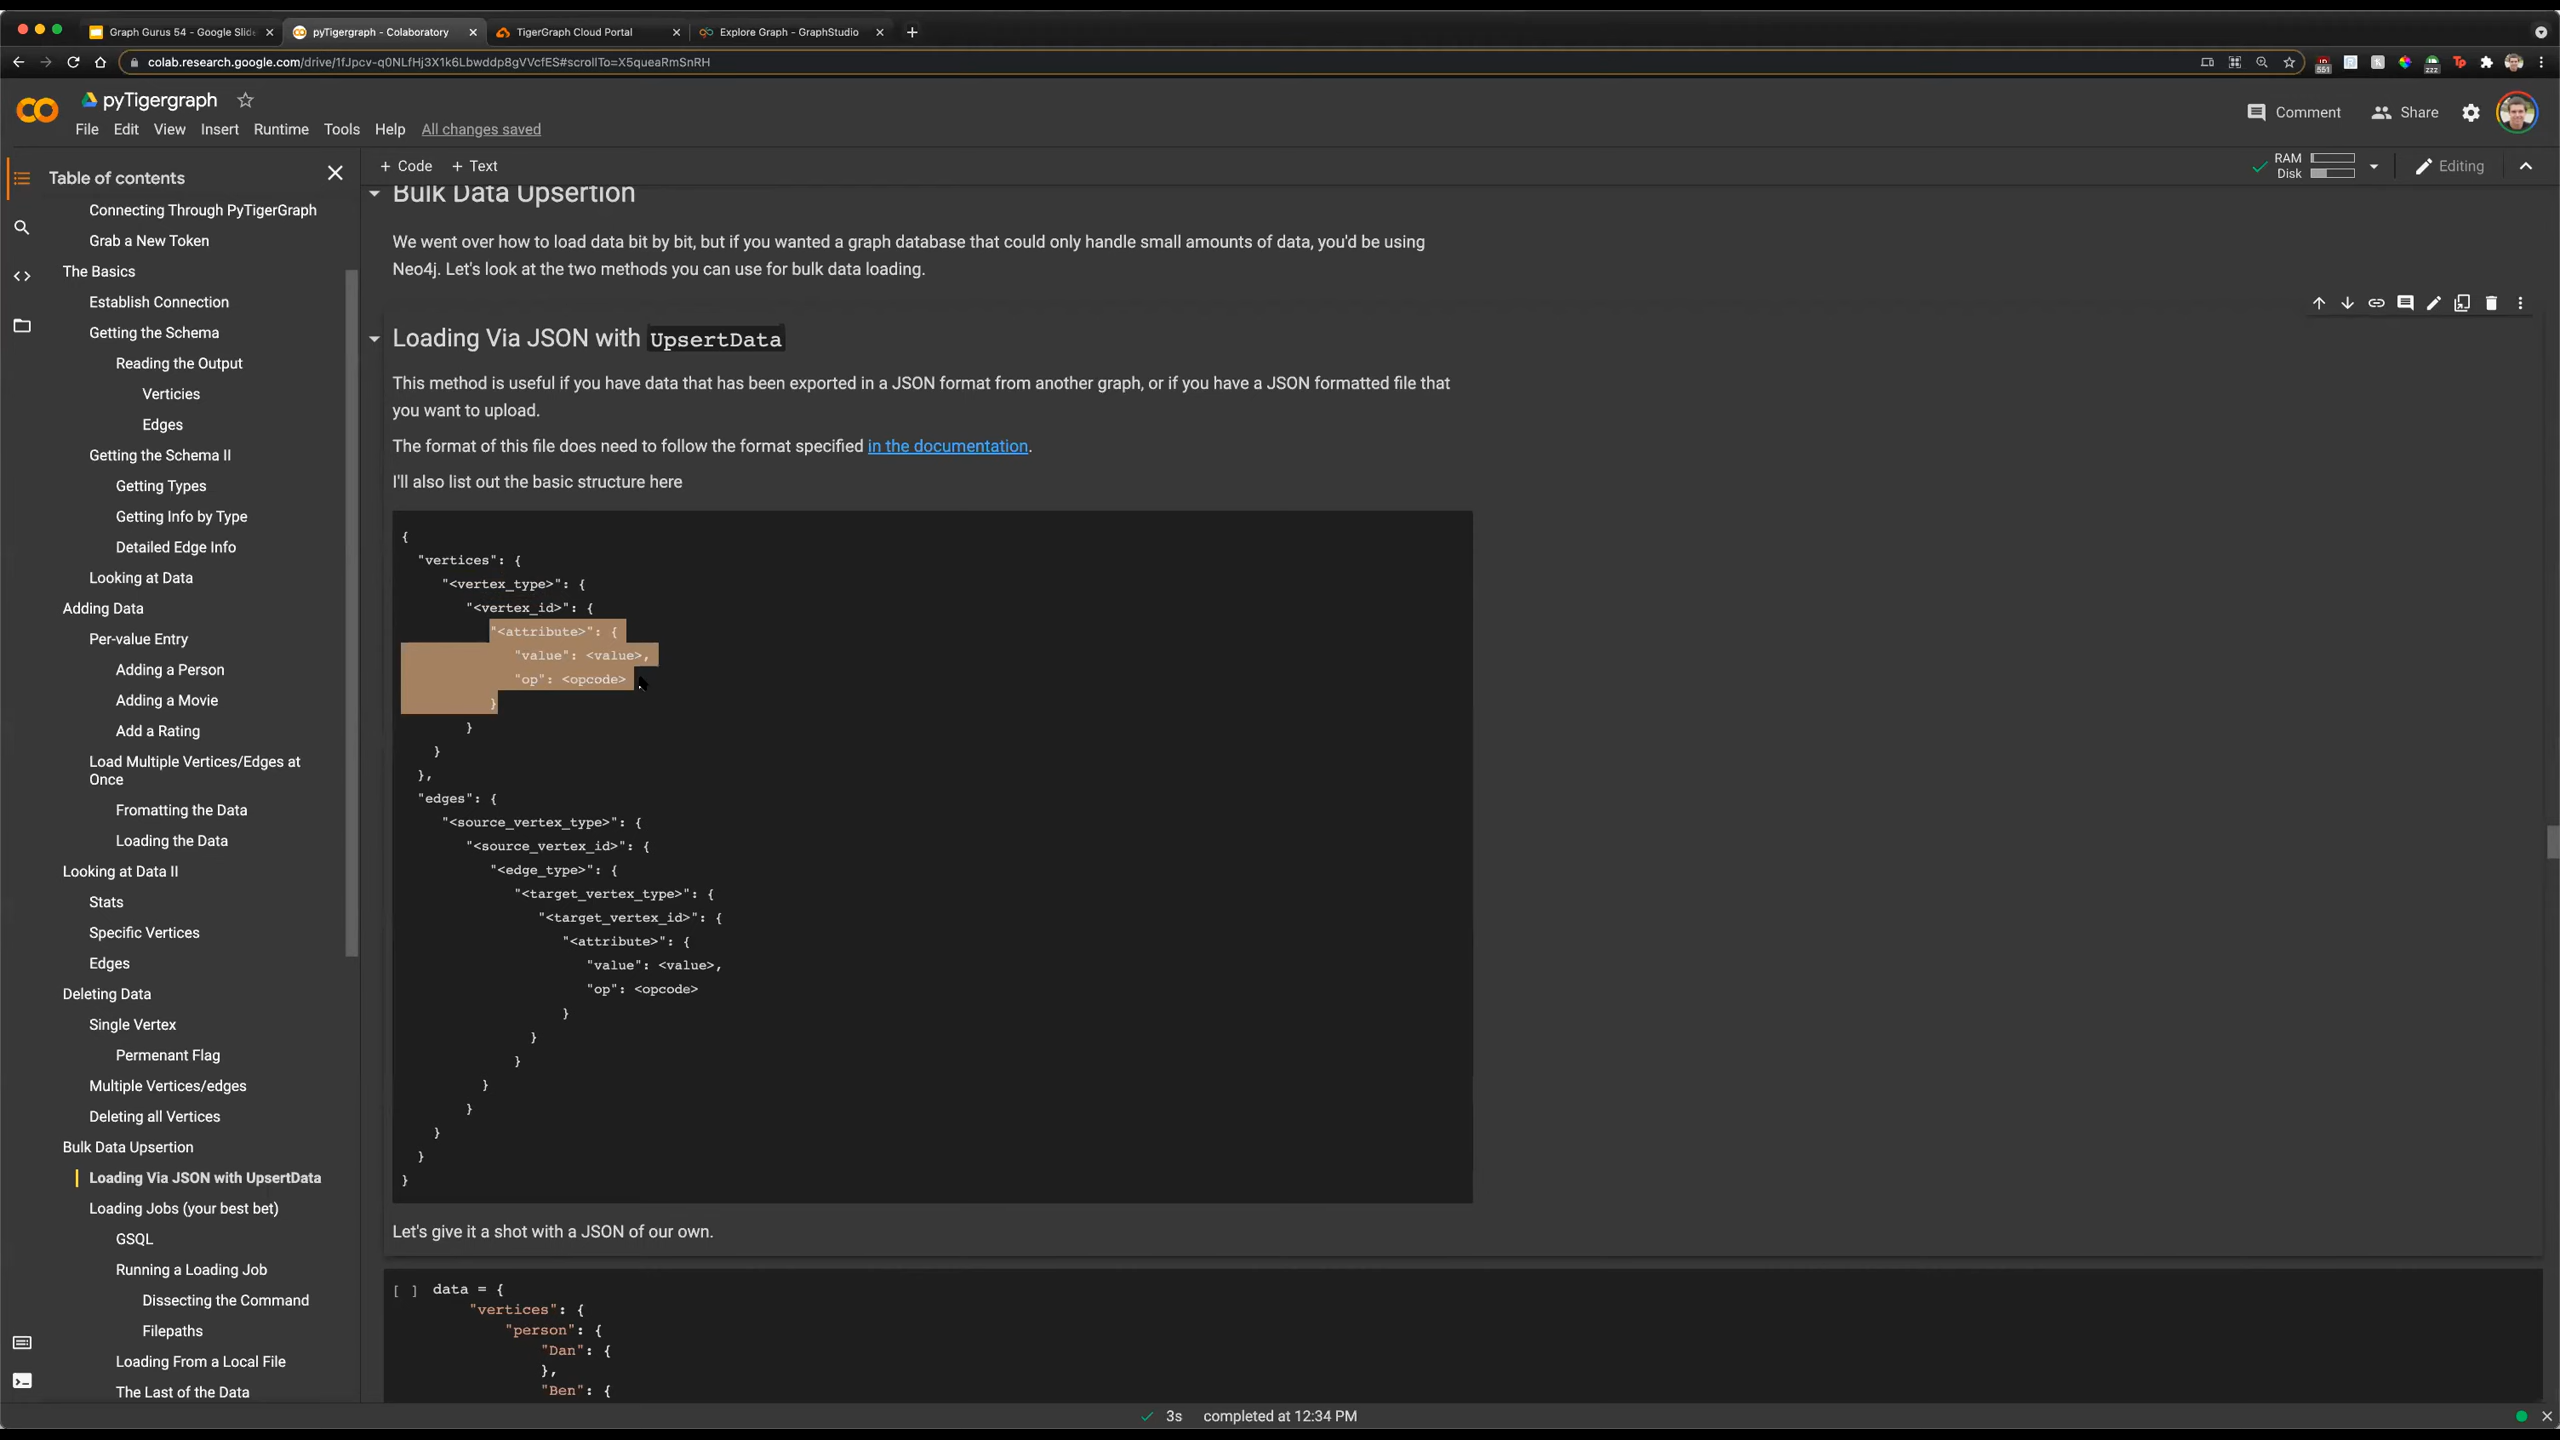 Graph Gurus 54 - Google Slide
pyTigergraph - Colaboratory
TigerGraph Cloud Portal
Explore Graph - GraphStudio
colab.research.google.com/drive/1fJpcv-q0NLfHj3X1k6Lbwddp8gVVcfES#scrollTo=X5queaRmSnRH
551
zzz
Tp
pyTigergraph
File Edit View Insert Runtime Tools Help All changes saved
Comment
Share
+ Code + Text
RAM
Disk
Editing
Table of contents
Connecting Through PyTigerGraph
Grab a New Token
The Basics
Establish Connection
Getting the Schema
Reading the Output
Verticies
Edges
Getting the Schema II
Getting Types
Getting Info by Type
Detailed Edge Info
Looking at Data
Adding Data
Per-value Entry
Adding a Person
Adding a Movie
Add a Rating
Load Multiple Vertices/Edges at
Once
Fromatting the Data
Loading the Data
Looking at Data II
Stats
Specific Vertices
Edges
Deleting Data
Single Vertex
Permenant Flag
Multiple Vertices/edges
Deleting all Vertices
Bulk Data Upsertion
Loading Via JSON with UpsertData
Loading Jobs (your best bet)
GSQL
Running a Loading Job
Dissecting the Command
Filepaths
Loading From a Local File
The Last of the Data
Bulk Data Upsertion
We went over how to load data bit by bit, but if you wanted a graph database that could only handle small amounts of data, you'd be using
Neo4j. Let's look at the two methods you can use for bulk data loading.
Loading Via JSON with UpsertData
This method is useful if you have data that has been exported in a JSON format from another graph, or if you have a JSON formatted file that
you want to upload.
The format of this file does need to follow the format specified in the documentation.
I'll also list out the basic structure here
{
"vertices": {
"<vertex_type>": {
"<vertex_id>": {
"<attribute>": {
"value": <value>,
"op": <opcode>
}
}
}
},
"edges": {
"<source_vertex_type>": {
"<source_vertex_id>": {
"<edge_type>": {
"<target_vertex_type>": {
"<target_vertex_id>": {
"<attribute>": {
"value": <value>,
"op": <opcode>
}
}
}
}
}
}
}
}
Let's give it a shot with a JSON of our own.
[ ] data = {
"vertices": {
"person": {
"Dan": {
},
"Ben": {
3s completed at 12:34 PM